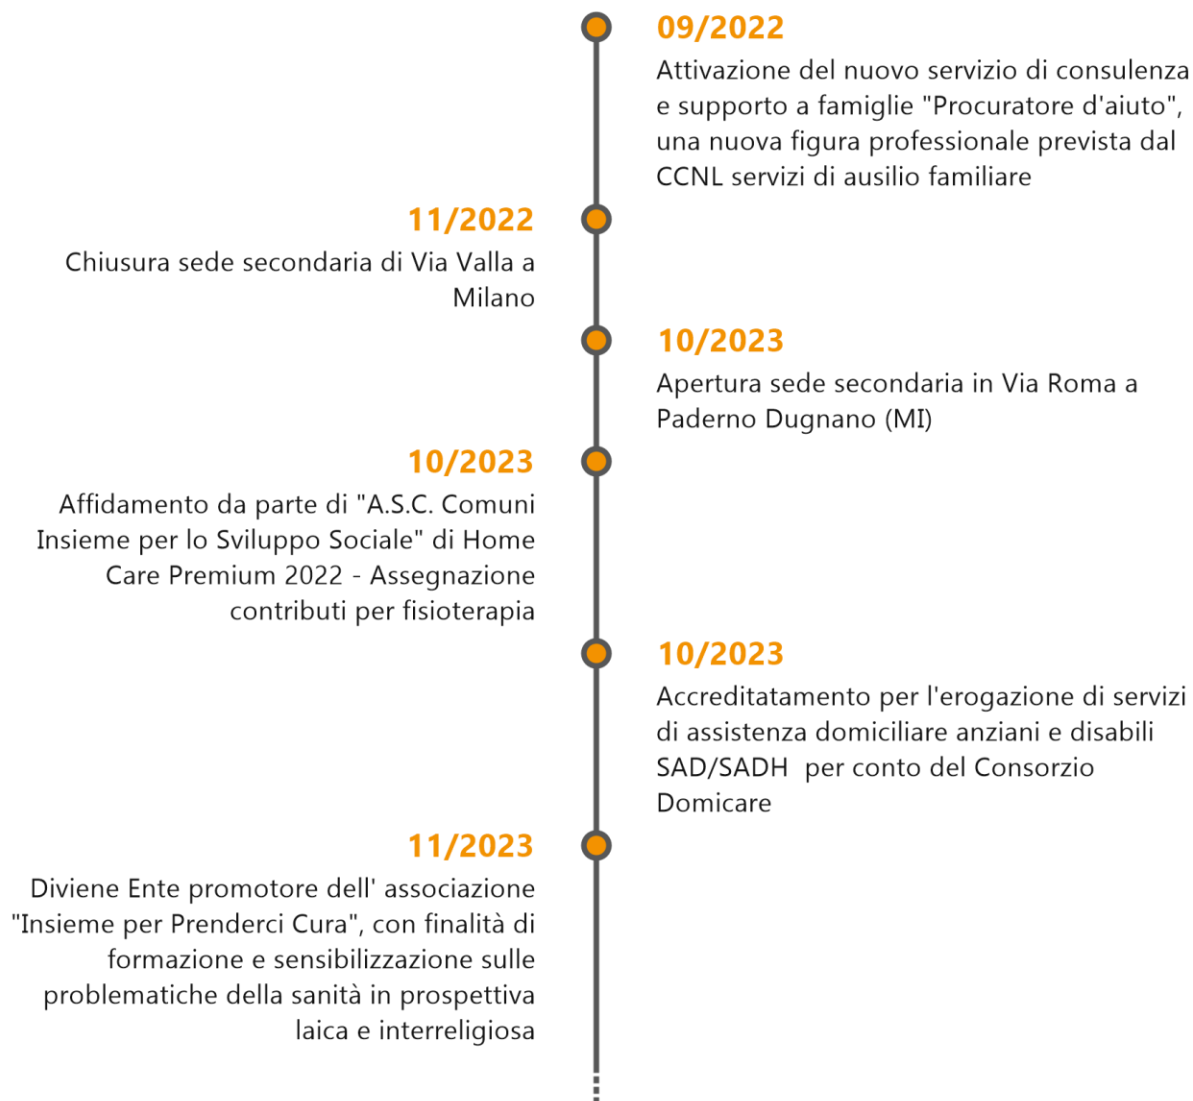 09/2022
Attivazione del nuovo servizio di consulenza
e supporto a famiglie "Procuratore d'aiuto",
una nuova figura professionale prevista dal
CCNL servizi di ausilio familiare
11/2022
Chiusura sede secondaria di Via Valla a
Milano
10/2023
Apertura sede secondaria in Via Roma a
Paderno Dugnano (MI)
10/2023
Affidamento da parte di "A.S.C. Comuni
Insieme per lo Sviluppo Sociale" di Home
Care Premium 2022 - Assegnazione
contributi per fisioterapia
10/2023
Accreditatamento per l'erogazione di servizi
di assistenza domiciliare anziani e disabili
SAD/SADH  per conto del Consorzio
Domicare
11/2023
Diviene Ente promotore dell' associazione
"Insieme per Prenderci Cura", con finalità di
formazione e sensibilizzazione sulle
problematiche della sanità in prospettiva
laica e interreligiosa